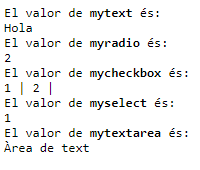 El valor de mytext és:
Hola
El valor de myradio és:
2
El valor de mycheckbox és:
1 | 2 |
El valor de myselect és:
1
El valor de mytextarea és:
Àrea de text